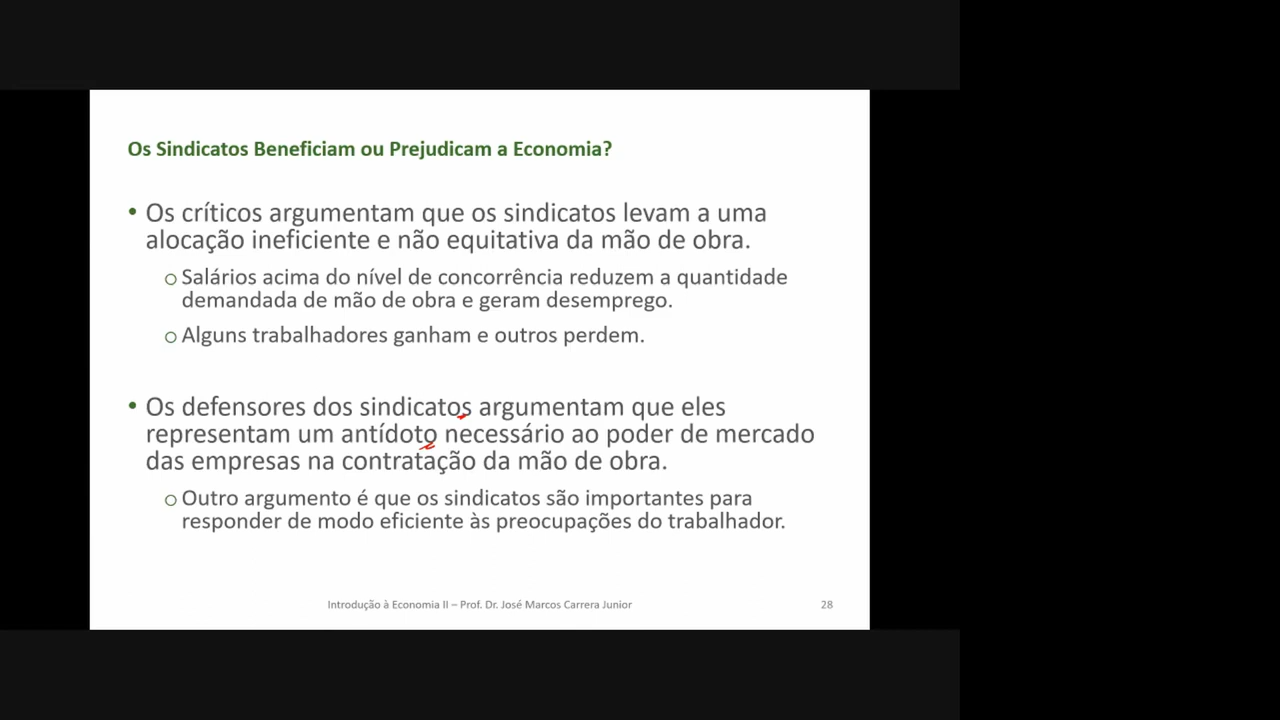 Os Sindicatos Beneficiam ou Prejudicam a Economia?
• Os críticos argumentam que os sindicatos levam a uma
alocação ineficiente e não equitativa da mão de obra.
o Salários acima do nível de concorrência reduzem a quantidade
demandada de mão de obra e geram desemprego.
o Alguns trabalhadores ganham e outros perdem.
• Os defensores dos sindicatos argumentam que eles
representam um antídoto necessário ao poder de mercado
das empresas na contratação da mão de obra.
o Outro argumento é que os sindicatos são importantes para
responder de modo eficiente às preocupações do trabalhador.
Introdução à Economia II – Prof. Dr. José Marcos Carrera Junior
28